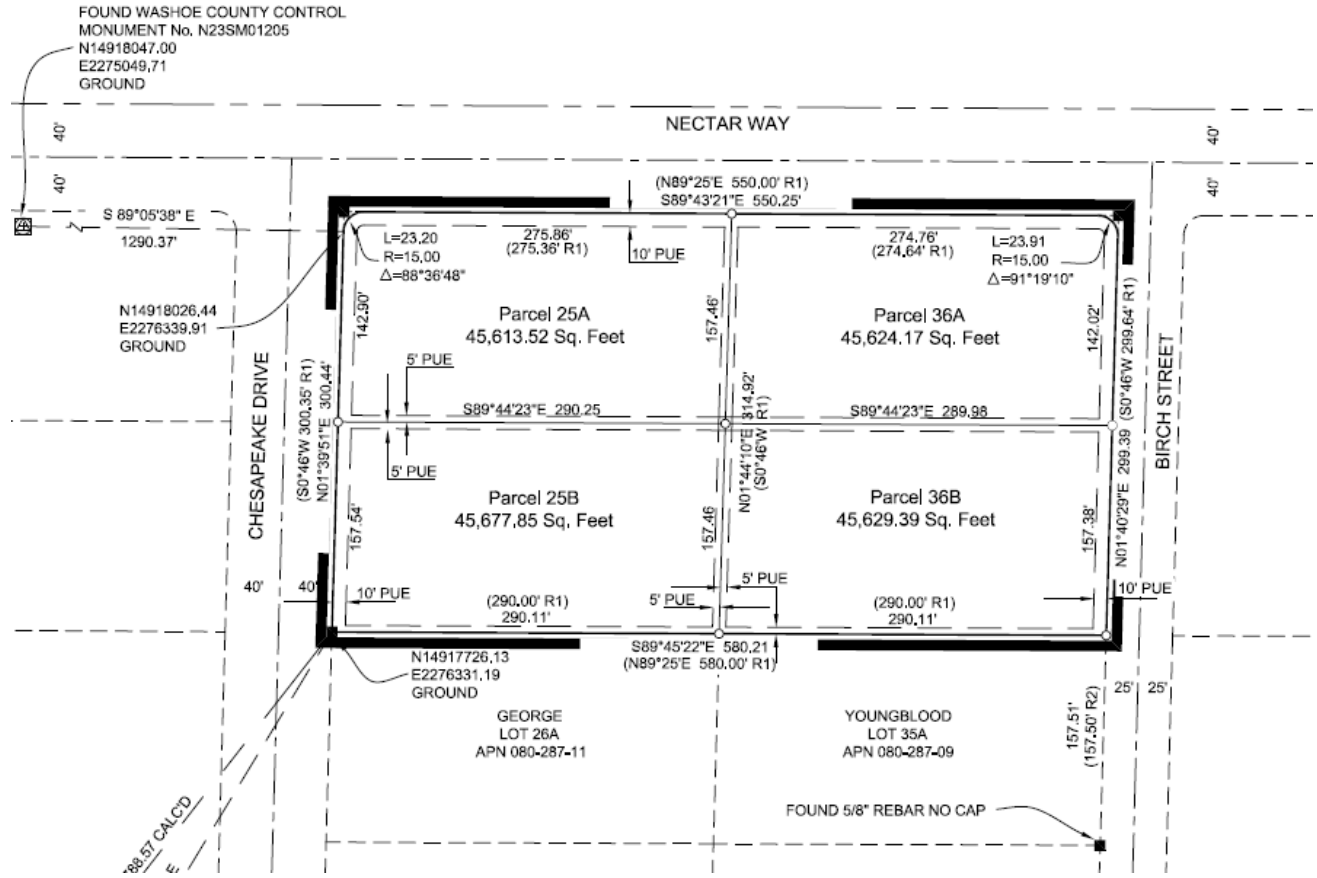 FOUND WASHOE COUNTY CONTROL
MONUMENT No. N23SM01205
N14918047.00
E2275049.71
GROUND
NECTAR WAY
40'
40'
40'
40'
S 89°05'38" E
1290.37'
(N89°25'E 550.00' R1)
S89°43'21"E 550.25'
L=23.20
R=15.00
Δ=88°36'48"
275.86'
(275.36' R1)
10' PUE
274.76'
(274.64' R1)
L=23.91
R=15.00
Δ=91°19'10"
N14918026.44
E2276339.91
GROUND
142.90'
Parcel 25A
45,613.52 Sq. Feet
157.46'
Parcel 36A
45,624.17 Sq. Feet
142.02'
5' PUE
S89°44'23"E 290.25
S89°44'23"E 289.98
5' PUE
CHESAPEAKE DRIVE
(S0°46'W 300.35' R1)
N01°39'51"E 300.44'
N01°44'10"E 314.92'
(S0°46'W R1)
N01°40'29"E 299.39
(S0°46'W 299.64' R1)
BIRCH STREET
Parcel 25B
45,677.85 Sq. Feet
157.54'
157.46
Parcel 36B
45,629.39 Sq. Feet
157.38'
40'
40'
10' PUE
(290.00' R1)
290.11'
5' PUE
5' PUE
(290.00' R1)
290.11'
10' PUE
S89°45'22"E 580.21
(N89°25'E 580.00' R1)
N14917726.13
E2276331.19
GROUND
25'
25'
GEORGE
LOT 26A
APN 080-287-11
YOUNGBLOOD
LOT 35A
APN 080-287-09
157.51'
(157.50' R2)
FOUND 5/8" REBAR NO CAP
788.57 CALC'D
E